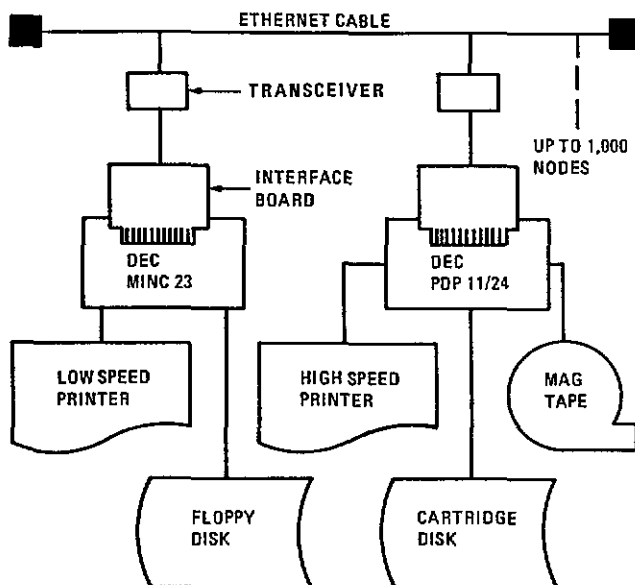 ETHERNET CABLE
TRANSCEIVER
UP TO 1,000
NODES
INTERFACE
BOARD
DEC
MINC 23
DEC
PDP 11/24
LOW SPEED
PRINTER
HIGH SPEED
PRINTER
MAG
TAPE
FLOPPY
DISK
CARTRIDGE
DISK